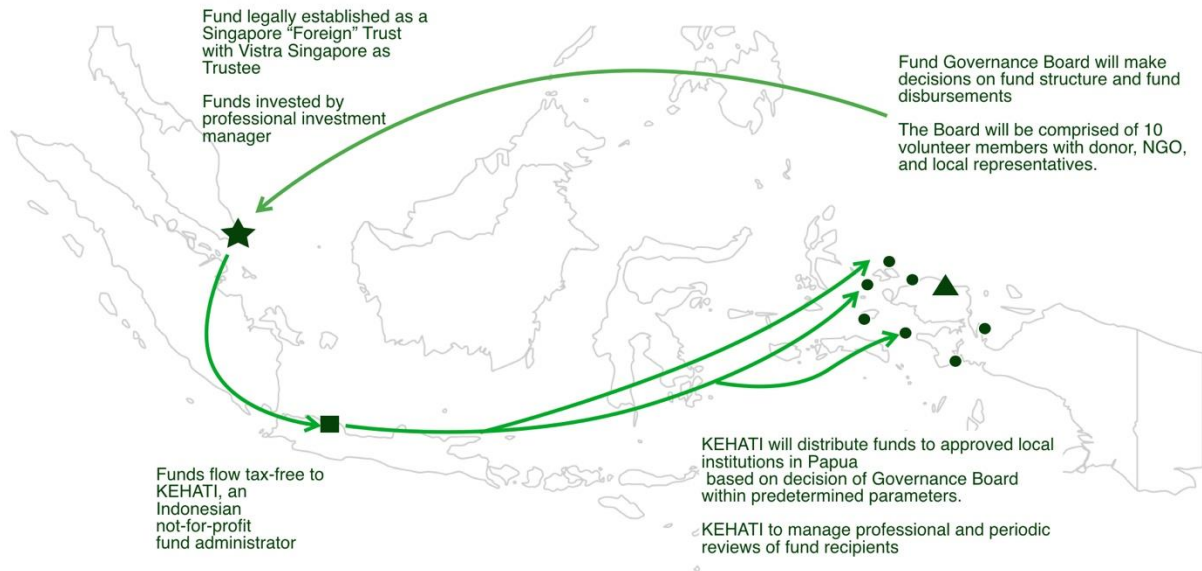 Fund legally established as a
Singapore “Foreign” Trust
with Vistra Singapore as
Trustee
Funds invested by
professional investment
manager
Fund Governance Board will make
decisions on fund structure and fund
disbursements
The Board will be comprised of 10
volunteer members with donor, NGO,
and local representatives.
Funds flow tax-free to
KEHATI, an
Indonesian
not-for-profit
fund administrator
KEHATI will distribute funds to approved local
institutions in Papua
based on decision of Governance Board
within predetermined parameters.
KEHATI to manage professional and periodic
reviews of fund recipients